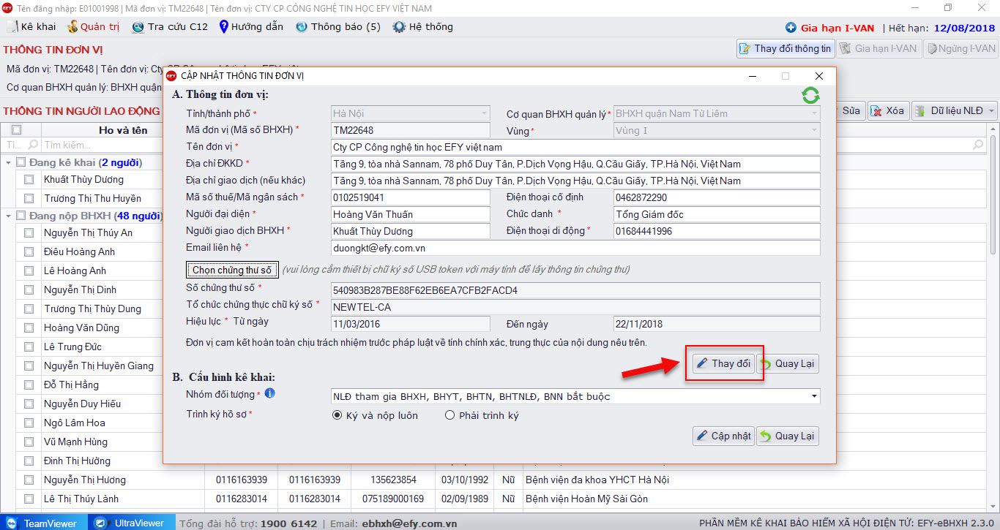 EFY Tên đăng nhập: E01001998 | Mã đơn vị: TM22648 | Tên đơn vị: CTY CP CÔNG NGHỆ TIN HỌC EFY VIỆT NAM
Kê khai Quản trị Tra cứu C12 Hướng dẫn Thông báo (5) Hệ thống Gia hạn I-VAN | Hết hạn: 12/08/2018
THÔNG TIN ĐƠN VỊ Thay đổi thông tin Gia hạn I-VAN Ngừng I-VAN
Mã đơn vị: TM22648 | Tên đơn vị: Cty
Cơ quan BHXH quản lý: BHXH quận
THÔNG TIN NGƯỜI LAO ĐỘNG Sửa Xóa Dữ liệu NLĐ
Họ và tên
Ti... Tìm kiếm...
Đang kê khai (2 người)
Khuất Thùy Dương
Trương Thị Thu Huyền
Đang nộp BHXH (48 người)
Nguyễn Thị Thúy An
Điêu Hoàng Anh
Lê Hoàng Anh
Nguyễn Thị Dinh
Trương Thị Thùy Dung
Hoàng Văn Dũng
Lê Trung Đức
Nguyễn Thị Huyền Giang
Đỗ Thị Hằng
Nguyễn Duy Hiếu
Ngô Lâm Hoa
Vũ Mạnh Hùng
Đinh Thị Hưởng
Nguyễn Thị Hương 0116163939 0116163939 135623854 03/10/1992 Nữ Bệnh viện đa khoa YHCT Hà Nội
Lê Thị Thúy Lành 0116283014 0116283014 075189000169 02/09/1989 Nữ Bệnh viện Hoàn Mỹ Sài Gòn
EFY CẬP NHẬT THÔNG TIN ĐƠN VỊ
A. Thông tin đơn vị:
Tỉnh/thành phố * Hà Nội Cơ quan BHXH quản lý * BHXH quận Nam Từ Liêm
Mã đơn vị (Mã số BHXH) * TM22648 Vùng * Vùng I
Tên đơn vị * Cty CP Công nghệ tin học EFY việt nam
Địa chỉ ĐKKD * Tầng 9, tòa nhà Sannam, 78 phố Duy Tân, P.Dịch Vọng Hậu, Q.Cầu Giấy, TP.Hà Nội, Việt Nam
Địa chỉ giao dịch (nếu khác) Tầng 9, tòa nhà Sannam, 78 phố Duy Tân, P.Dịch Vọng Hậu, Q.Cầu Giấy, TP.Hà Nội, Việt Nam
Mã số thuế/Mã ngân sách * 0102519041 Điện thoại cố định 0462872290
Người đại diện * Hoàng Văn Thuấn Chức danh * Tổng Giám đốc
Người giao dịch BHXH * Khuất Thùy Dương Điện thoại di động * 01684441996
Email liên hệ * duongkt@efy.com.vn
Chọn chứng thư số (vui lòng cắm thiết bị chữ ký số USB token với máy tính để lấy thông tin chứng thư)
Số chứng thư số * 540983B287BE88F62EB6EA7CFB2FACD4
Tổ chức chứng thực chữ ký số * NEWTEL-CA
Hiệu lực * Từ ngày 11/03/2016 Đến ngày 22/11/2018
Đơn vị cam kết hoàn toàn chịu trách nhiệm trước pháp luật về tính chính xác, trung thực của nội dung nêu trên.
Thay đổi Quay Lại
B. Cấu hình kê khai:
Nhóm đối tượng * NLĐ tham gia BHXH, BHYT, BHTN, BHTNLĐ, BNN bắt buộc
Trình ký hồ sơ * Ký và nộp luôn Phải trình ký
Cập nhật Quay Lại
TeamViewer UltraViewer Tổng đài hỗ trợ: 1900 6142 | Email: ebhxh@efy.com.vn PHẦN MỀM KÊ KHAI BẢO HIỂM XÃ HỘI ĐIỆN TỬ: EFY-eBHXH 2.3.0